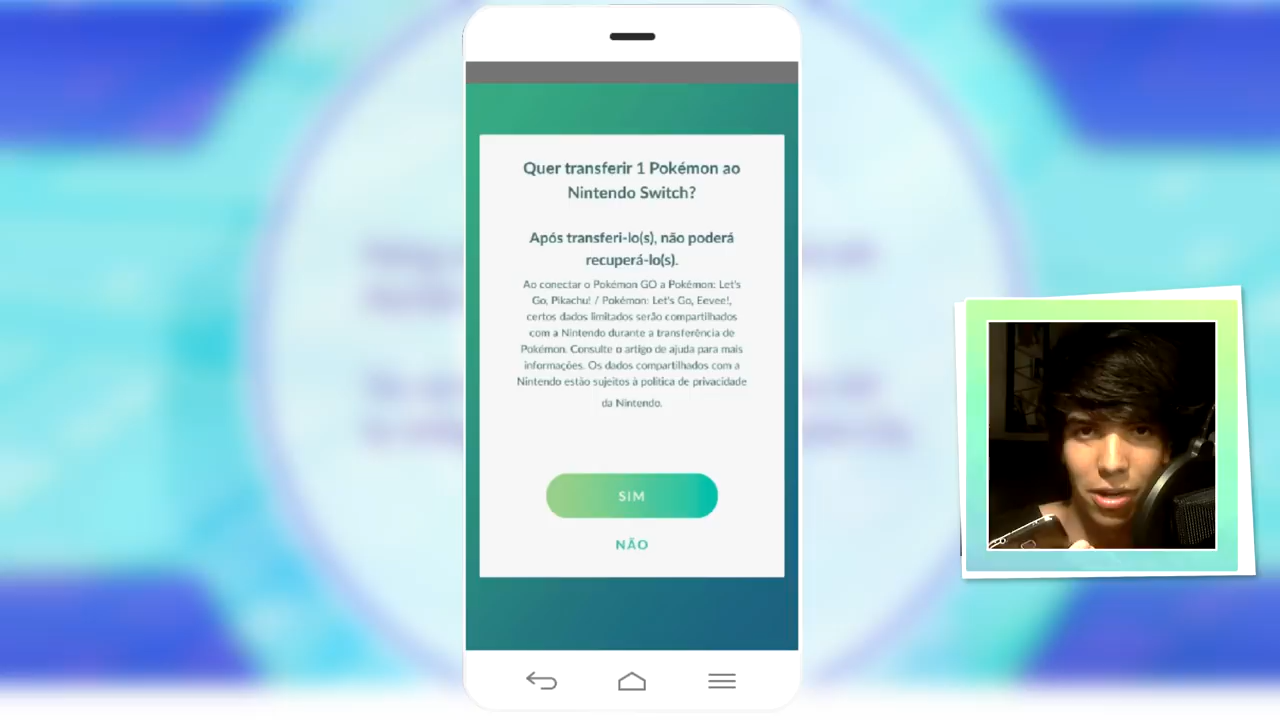 Quer transferir 1 Pokémon ao
Nintendo Switch?
Após transferi-lo(s), não poderá
recuperá-lo(s).
Ao conectar o Pokémon GO a Pokémon: Let's
Go, Pikachu! / Pokémon: Let's Go, Eevee!,
certos dados limitados serão compartilhados
com a Nintendo durante a transferência de
Pokémon. Consulte o artigo de ajuda para mais
informações. Os dados compartilhados com a
Nintendo estão sujeitos à política de privacidade
da Nintendo.
SIM
NÃO